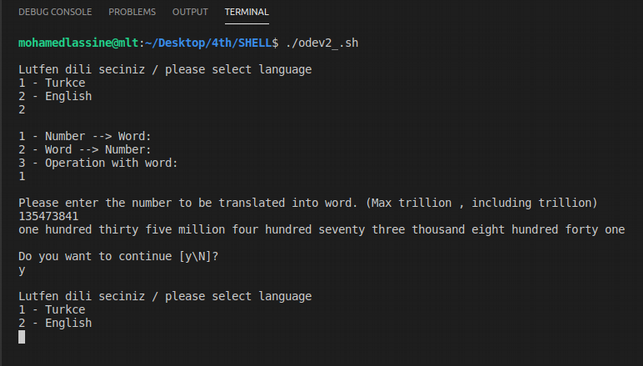 DEBUG CONSOLE PROBLEMS OUTPUT TERMINAL
mohamedlassine@mlt:~/Desktop/4th/SHELL$ ./odev2_.sh
Lutfen dili seciniz / please select language
1 - Turkce
2 - English
2
1 - Number --> Word:
2 - Word --> Number:
3 - Operation with word:
1
Please enter the number to be translated into word. (Max trillion , including trillion)
135473841
one hundred thirty five million four hundred seventy three thousand eight hundred forty one
Do you want to continue [y\N]?
y
Lutfen dili seciniz / please select language
1 - Turkce
2 - English